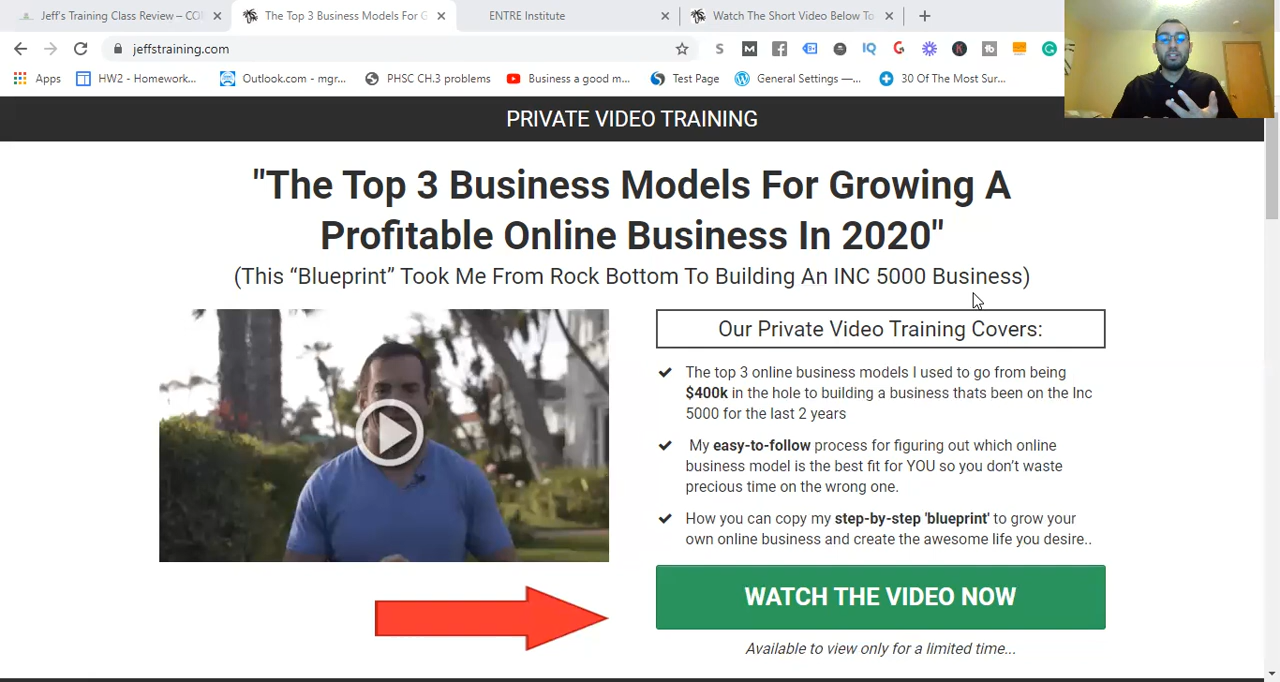 Jeff's Training Class Review – CO
The Top 3 Business Models For G
ENTRE Institute
Watch The Short Video Below To
jeffstraining.com
Apps
HW2 - Homework...
Outlook.com - mgr...
PHSC CH.3 problems
Business a good m...
Test Page
General Settings —...
30 Of The Most Sur...
PRIVATE VIDEO TRAINING
"The Top 3 Business Models For Growing A
Profitable Online Business In 2020"
(This “Blueprint” Took Me From Rock Bottom To Building An INC 5000 Business)
Our Private Video Training Covers:
The top 3 online business models I used to go from being
$400k in the hole to building a business thats been on the Inc
5000 for the last 2 years
My easy-to-follow process for figuring out which online
business model is the best fit for YOU so you don’t waste
precious time on the wrong one.
How you can copy my step-by-step 'blueprint' to grow your
own online business and create the awesome life you desire..
WATCH THE VIDEO NOW
Available to view only for a limited time...